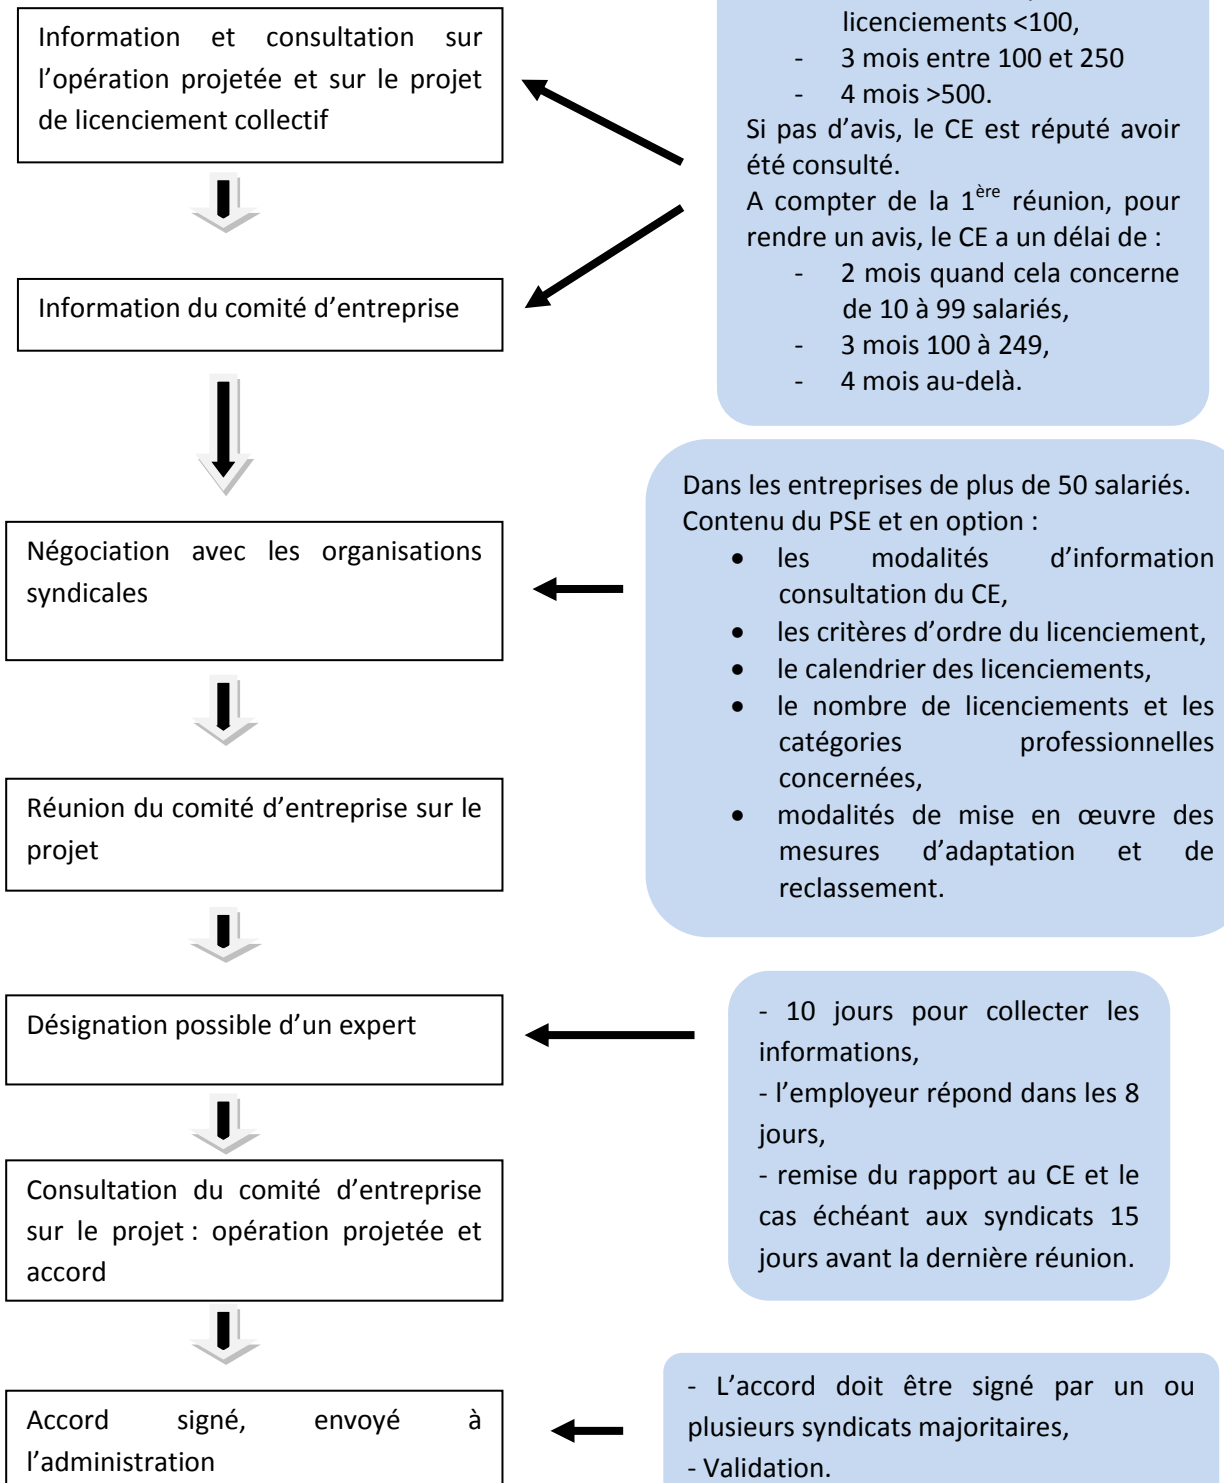 Information et consultation sur
l’opération projetée et sur le projet
de licenciement collectif
licenciements <100,
- 3 mois entre 100 et 250
- 4 mois >500.
Si pas d’avis, le CE est réputé avoir
été consulté.
A compter de la 1ère réunion, pour
rendre un avis, le CE a un délai de :
- 2 mois quand cela concerne
de 10 à 99 salariés,
- 3 mois 100 à 249,
- 4 mois au-delà.
Information du comité d’entreprise
Négociation avec les organisations
syndicales
Dans les entreprises de plus de 50 salariés.
Contenu du PSE et en option :
• les modalités d’information
consultation du CE,
• les critères d’ordre du licenciement,
• le calendrier des licenciements,
• le nombre de licenciements et les
catégories professionnelles
concernées,
• modalités de mise en œuvre des
mesures d’adaptation et de
reclassement.
Réunion du comité d’entreprise sur le
projet
Désignation possible d’un expert
- 10 jours pour collecter les
informations,
- l’employeur répond dans les 8
jours,
- remise du rapport au CE et le
cas échéant aux syndicats 15
jours avant la dernière réunion.
Consultation du comité d’entreprise
sur le projet : opération projetée et
accord
Accord signé, envoyé à
l’administration
- L’accord doit être signé par un ou
plusieurs syndicats majoritaires,
- Validation.